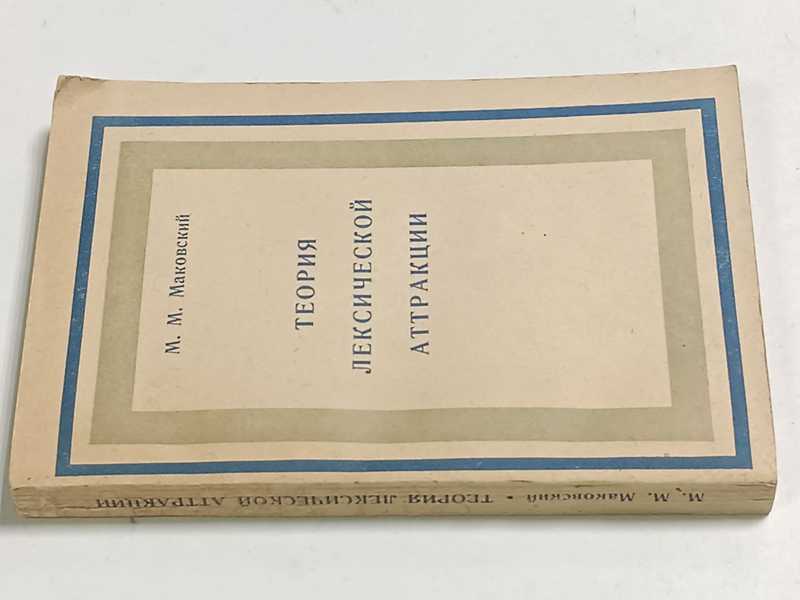 М. М. Маковский
ТЕОРИЯ
ЛЕКСИЧЕСКОЙ
АТТРАКЦИИ
М. М. Маковский • ТЕОРИЯ ЛЕКСИЧЕСКОЙ АТТРАКЦИИ